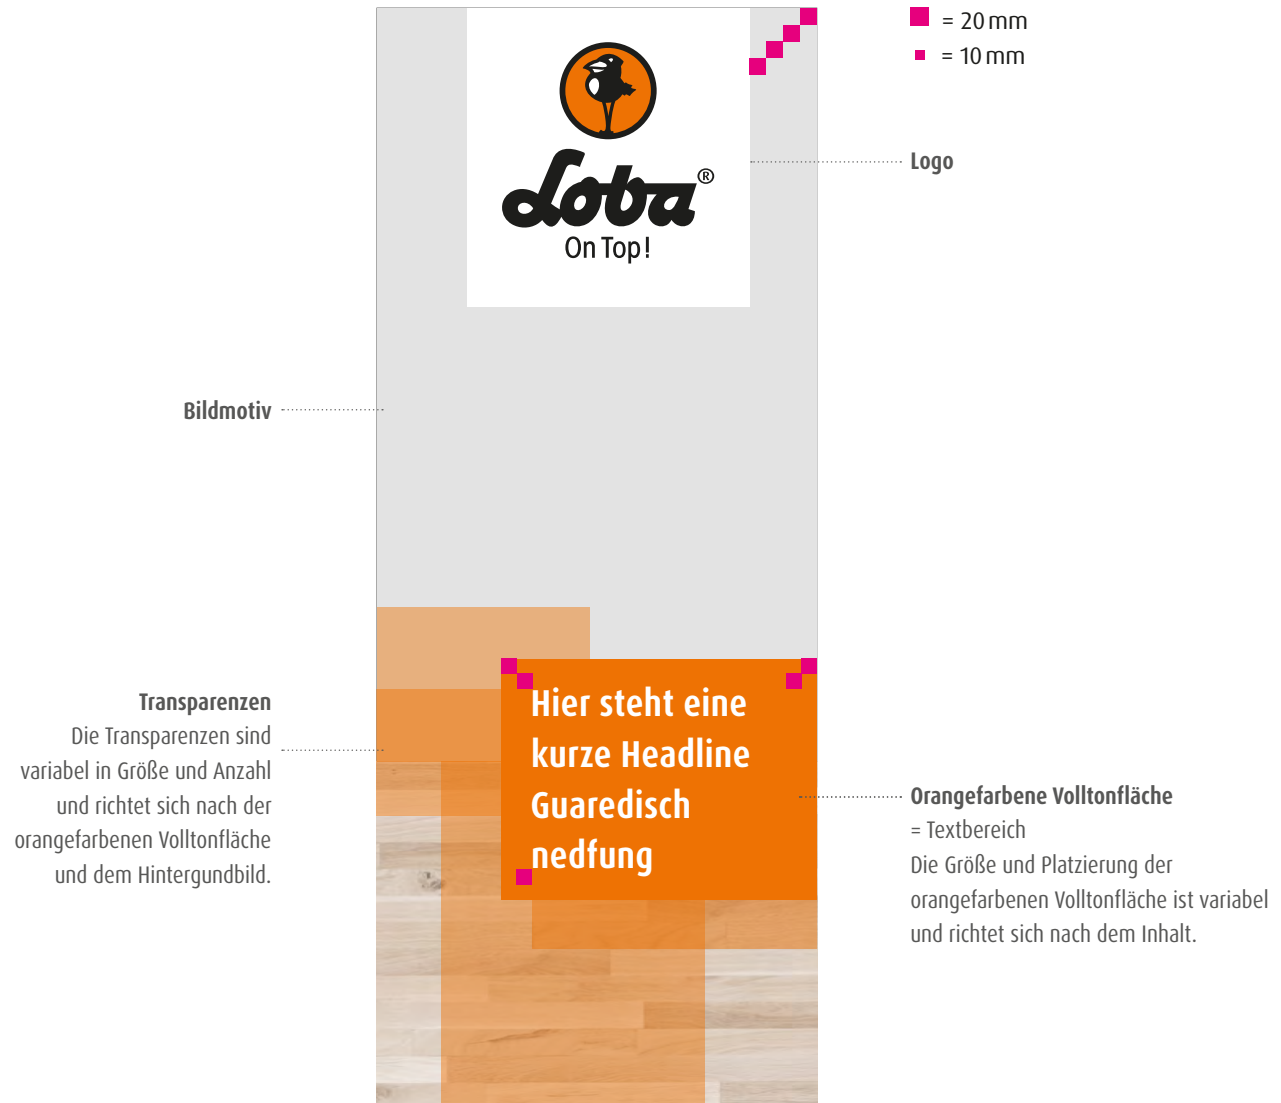 = 20 mm
= 10 mm
Loba®
On Top!
Logo
Bildmotiv
Transparenzen
Die Transparenzen sind
variabel in Größe und Anzahl
und richtet sich nach der
orangefarbenen Volltonfläche
und dem Hintergundbild.
Hier steht eine
kurze Headline
Guaredisch
nedfung
Orangefarbene Volltonfläche
= Textbereich
Die Größe und Platzierung der
orangefarbenen Volltonfläche ist variabel
und richtet sich nach dem Inhalt.